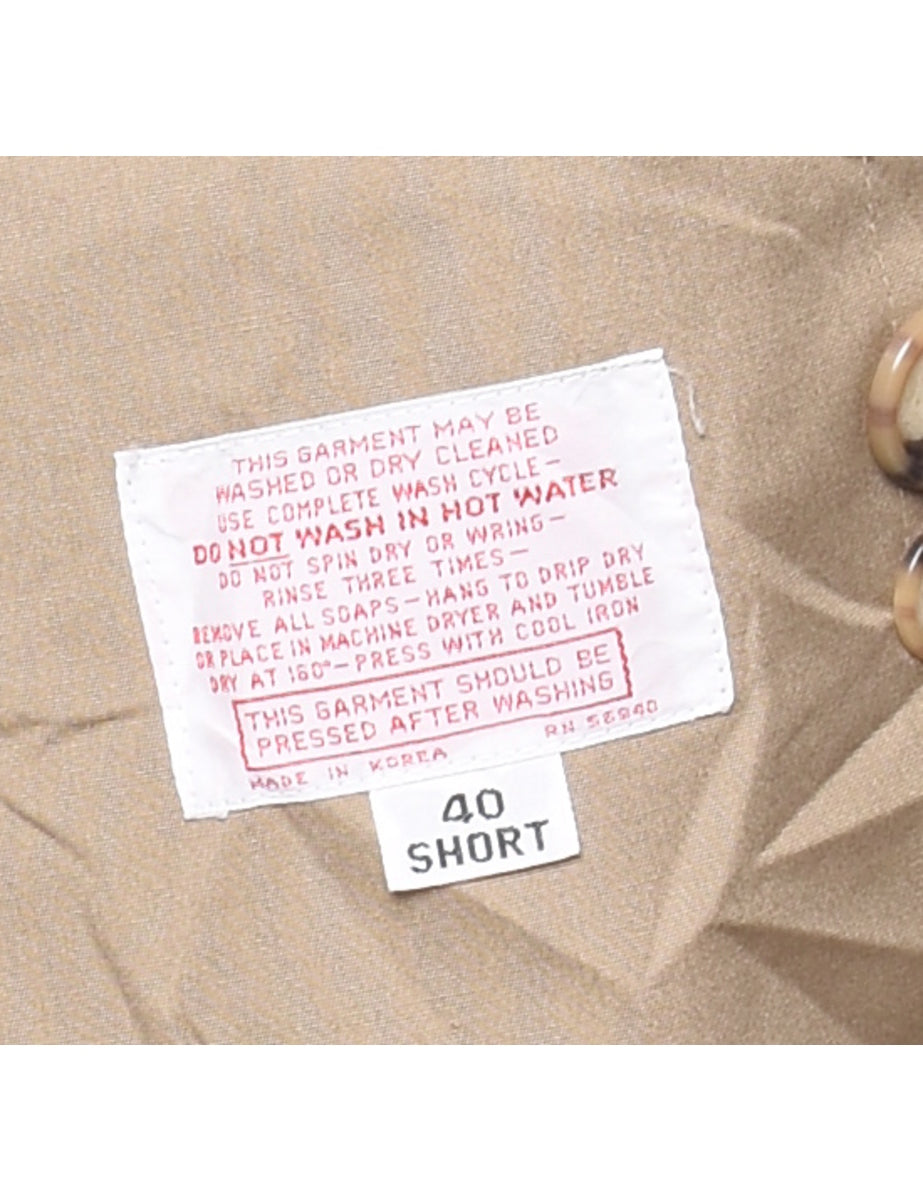 THIS GARMENT MAY BE
WASHED OR DRY CLEANED
USE COMPLETE WASH CYCLE–
DO NOT WASH IN HOT WATER
DO NOT SPIN DRY OR WRING–
RINSE THREE TIMES–
REMOVE ALL SOAPS–HANG TO DRIP DRY
OR PLACE IN MACHINE DRYER AND TUMBLE
DRY AT 160°–PRESS WITH COOL IRON
THIS GARMENT SHOULD BE
PRESSED AFTER WASHING
MADE IN KOREA RN
40
SHORT